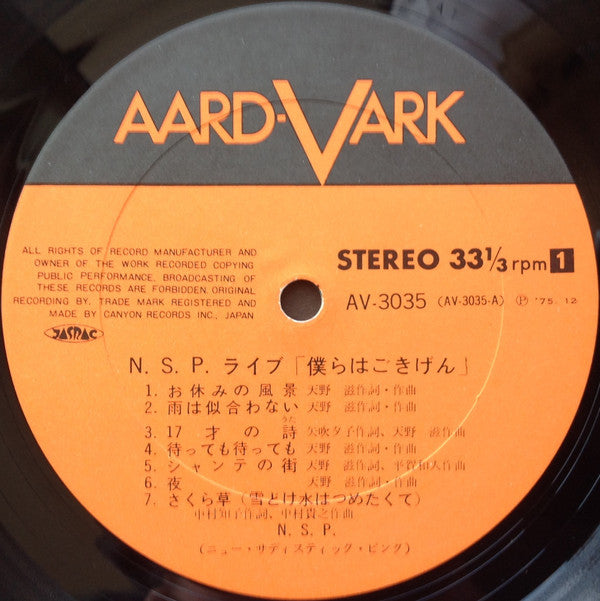 AARD-VARK
ALL RIGHTS OF RECORD MANUFACTURER AND
OWNER OF THE WORK RECORDED COPYING
PUBLIC PERFORMANCE, BROADCASTING OF
THESE RECORDS ARE FORBIDDEN. ORIGINAL
RECORDING BY. TRADE MARK REGISTERED AND
MADE BY CANYON RECORDS INC., JAPAN
JASRAC
STEREO 33 1/3 rpm 1
AV-3035 (AV-3035-A) Ⓟ '75. 12
N. S. P. ライブ「僕らはごきげん」
1. お休みの風景 天野 滋作詞・作曲
2. 雨は似合わない 天野 滋作詞・作曲
うた
3. 17 才の詩 矢吹夕子作詞、天野 滋作曲
4. 待っても待っても 天野 滋作詞・作曲
5. シャンテの街 天野 滋作詞、平賀和人作曲
6. 夜 天野 滋作詞・作曲
7. さくら草 (雪とけ水はつめたくて)
中村知子作詞、中村貴之作曲
N. S. P.
(ニュー・サディスティック・ピンク)